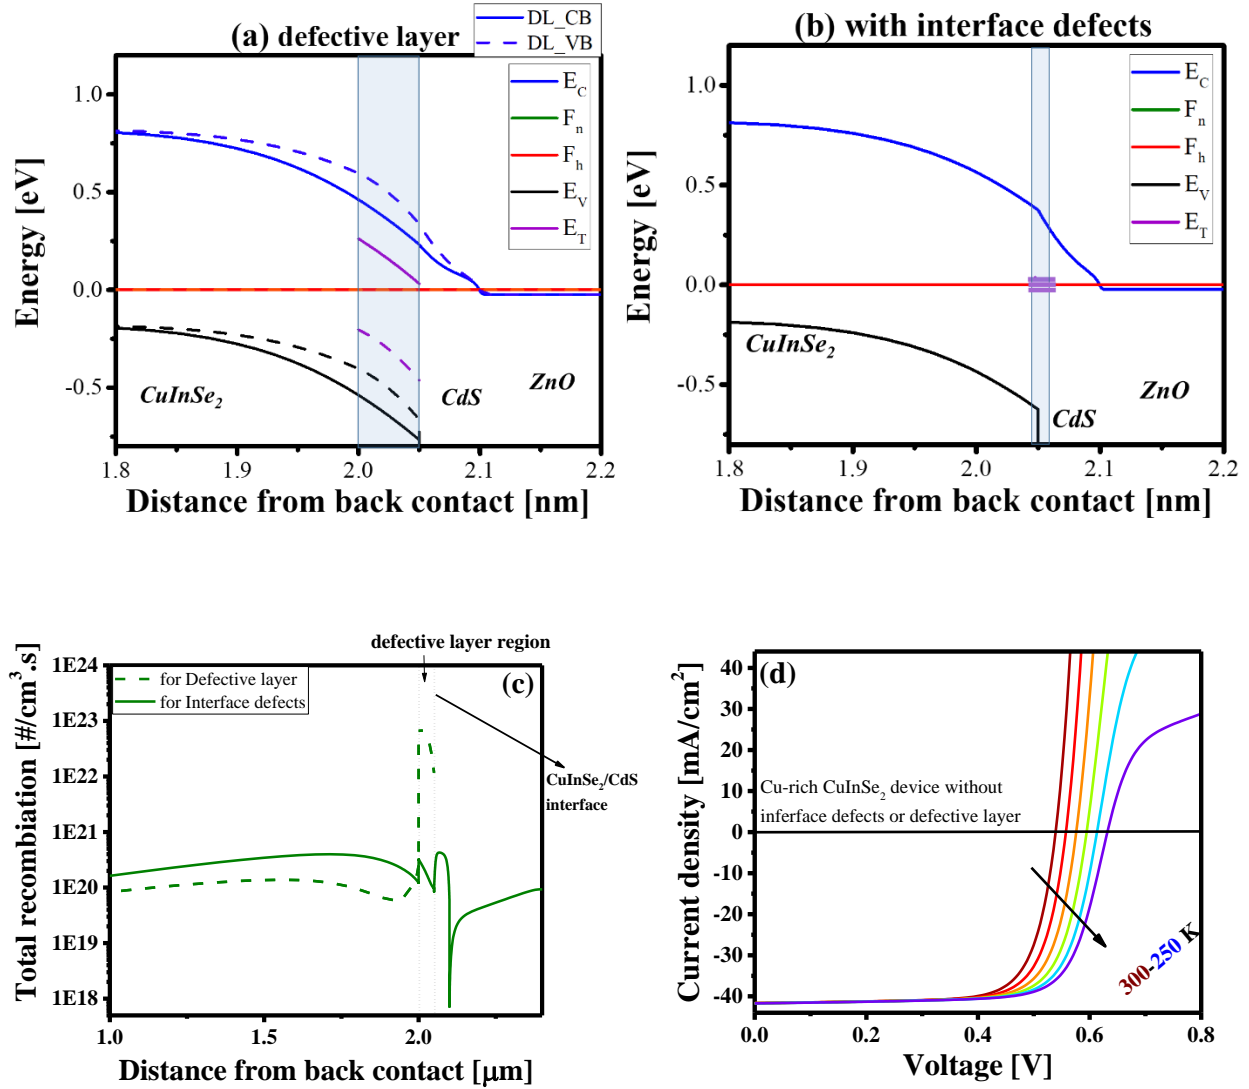 (a) defective layer
DL_CB
DL_VB
E_C
F_n
F_h
E_V
E_T
1.0
0.5
0.0
-0.5
Energy [eV]
CuInSe₂
CdS
ZnO
1.8 1.9 2.0 2.1 2.2
Distance from back contact [nm]
(b) with interface defects
E_C
F_n
F_h
E_V
E_T
1.0
0.5
0.0
-0.5
Energy [eV]
CuInSe₂
CdS
ZnO
1.8 1.9 2.0 2.1 2.2
Distance from back contact [nm]
defective layer region
(c)
for Defective layer
for Interface defects
1E24
1E23
1E22
1E21
1E20
1E19
1E18
Total recombiation [#/cm³.s]
CuInSe₂/CdS
interface
1.0 1.5 2.0
Distance from back contact [μm]
(d)
40
30
20
10
0
-10
-20
-30
-40
Current density [mA/cm²]
Cu-rich CuInSe₂ device without
inferface defects or defective layer
300-250 K
0.0 0.2 0.4 0.6 0.8
Voltage [V]